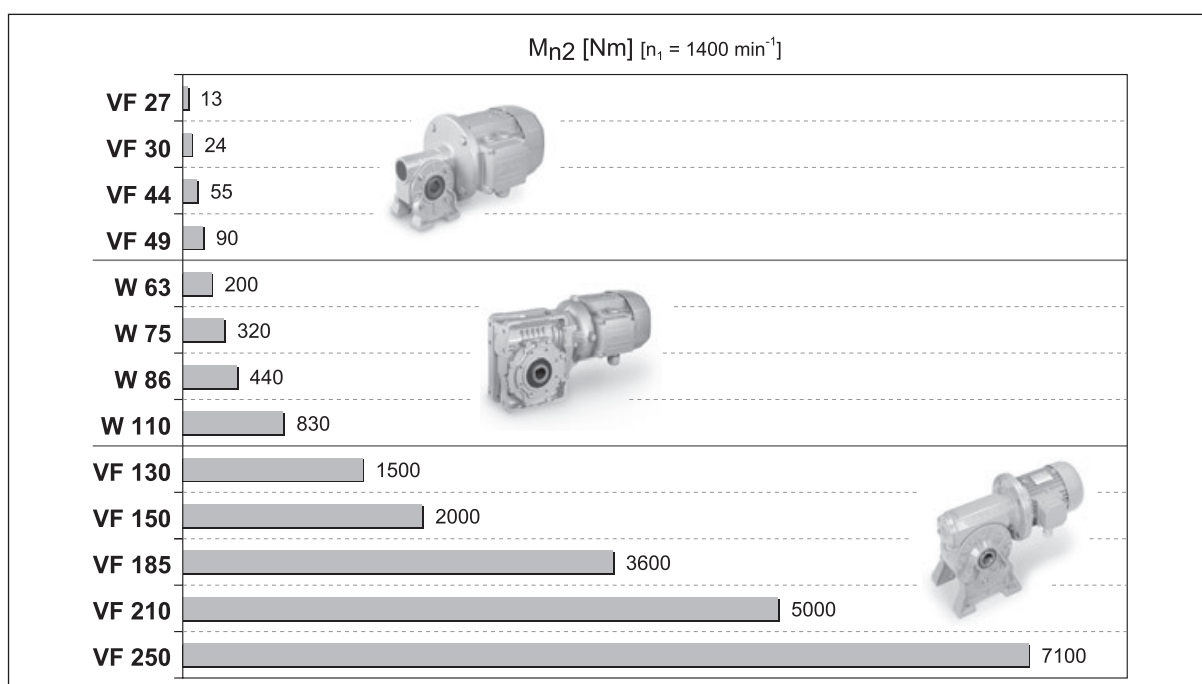 Mn2 [Nm] [n1 = 1400 min-1]
VF 27 13
VF 30 24
VF 44 55
VF 49 90
W 63 200
W 75 320
W 86 440
W 110 830
VF 130 1500
VF 150 2000
VF 185 3600
VF 210 5000
VF 250 7100